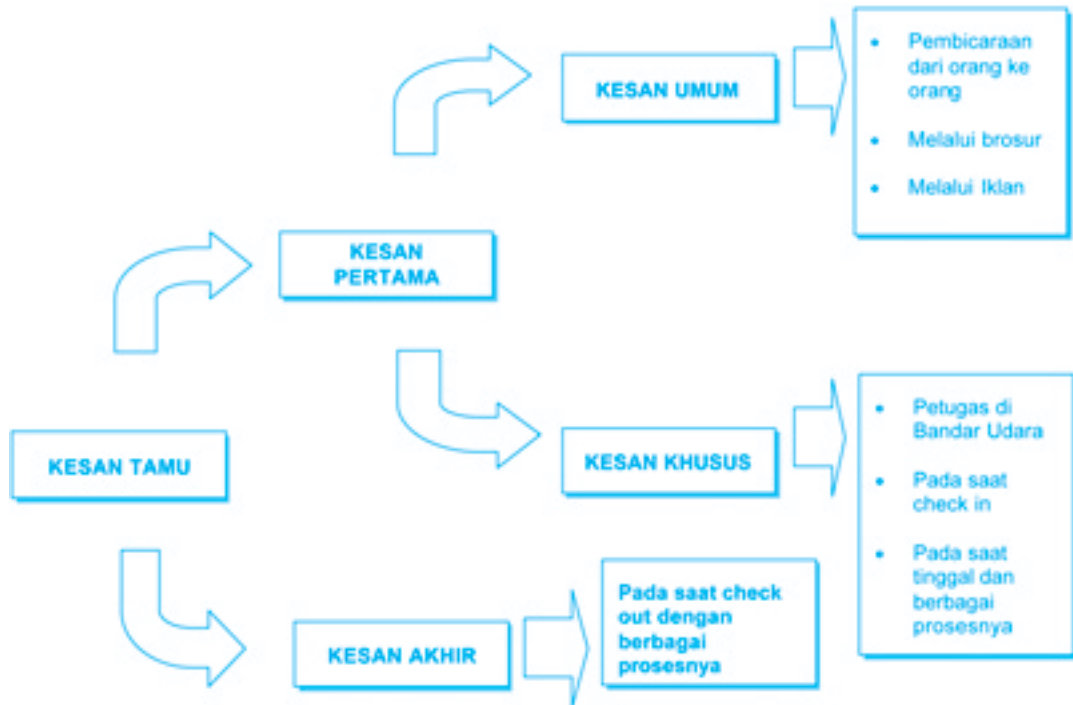 KESAN UMUM
• Pembicaraan
dari orang ke
orang
• Melalui brosur
• Melalui Iklan
KESAN
PERTAMA
KESAN TAMU
KESAN KHUSUS
• Petugas di
Bandar Udara
• Pada saat
check in
• Pada saat
tinggal dan
berbagai
prosesnya
KESAN AKHIR
Pada saat check
out dengan
berbagai
prosesnya